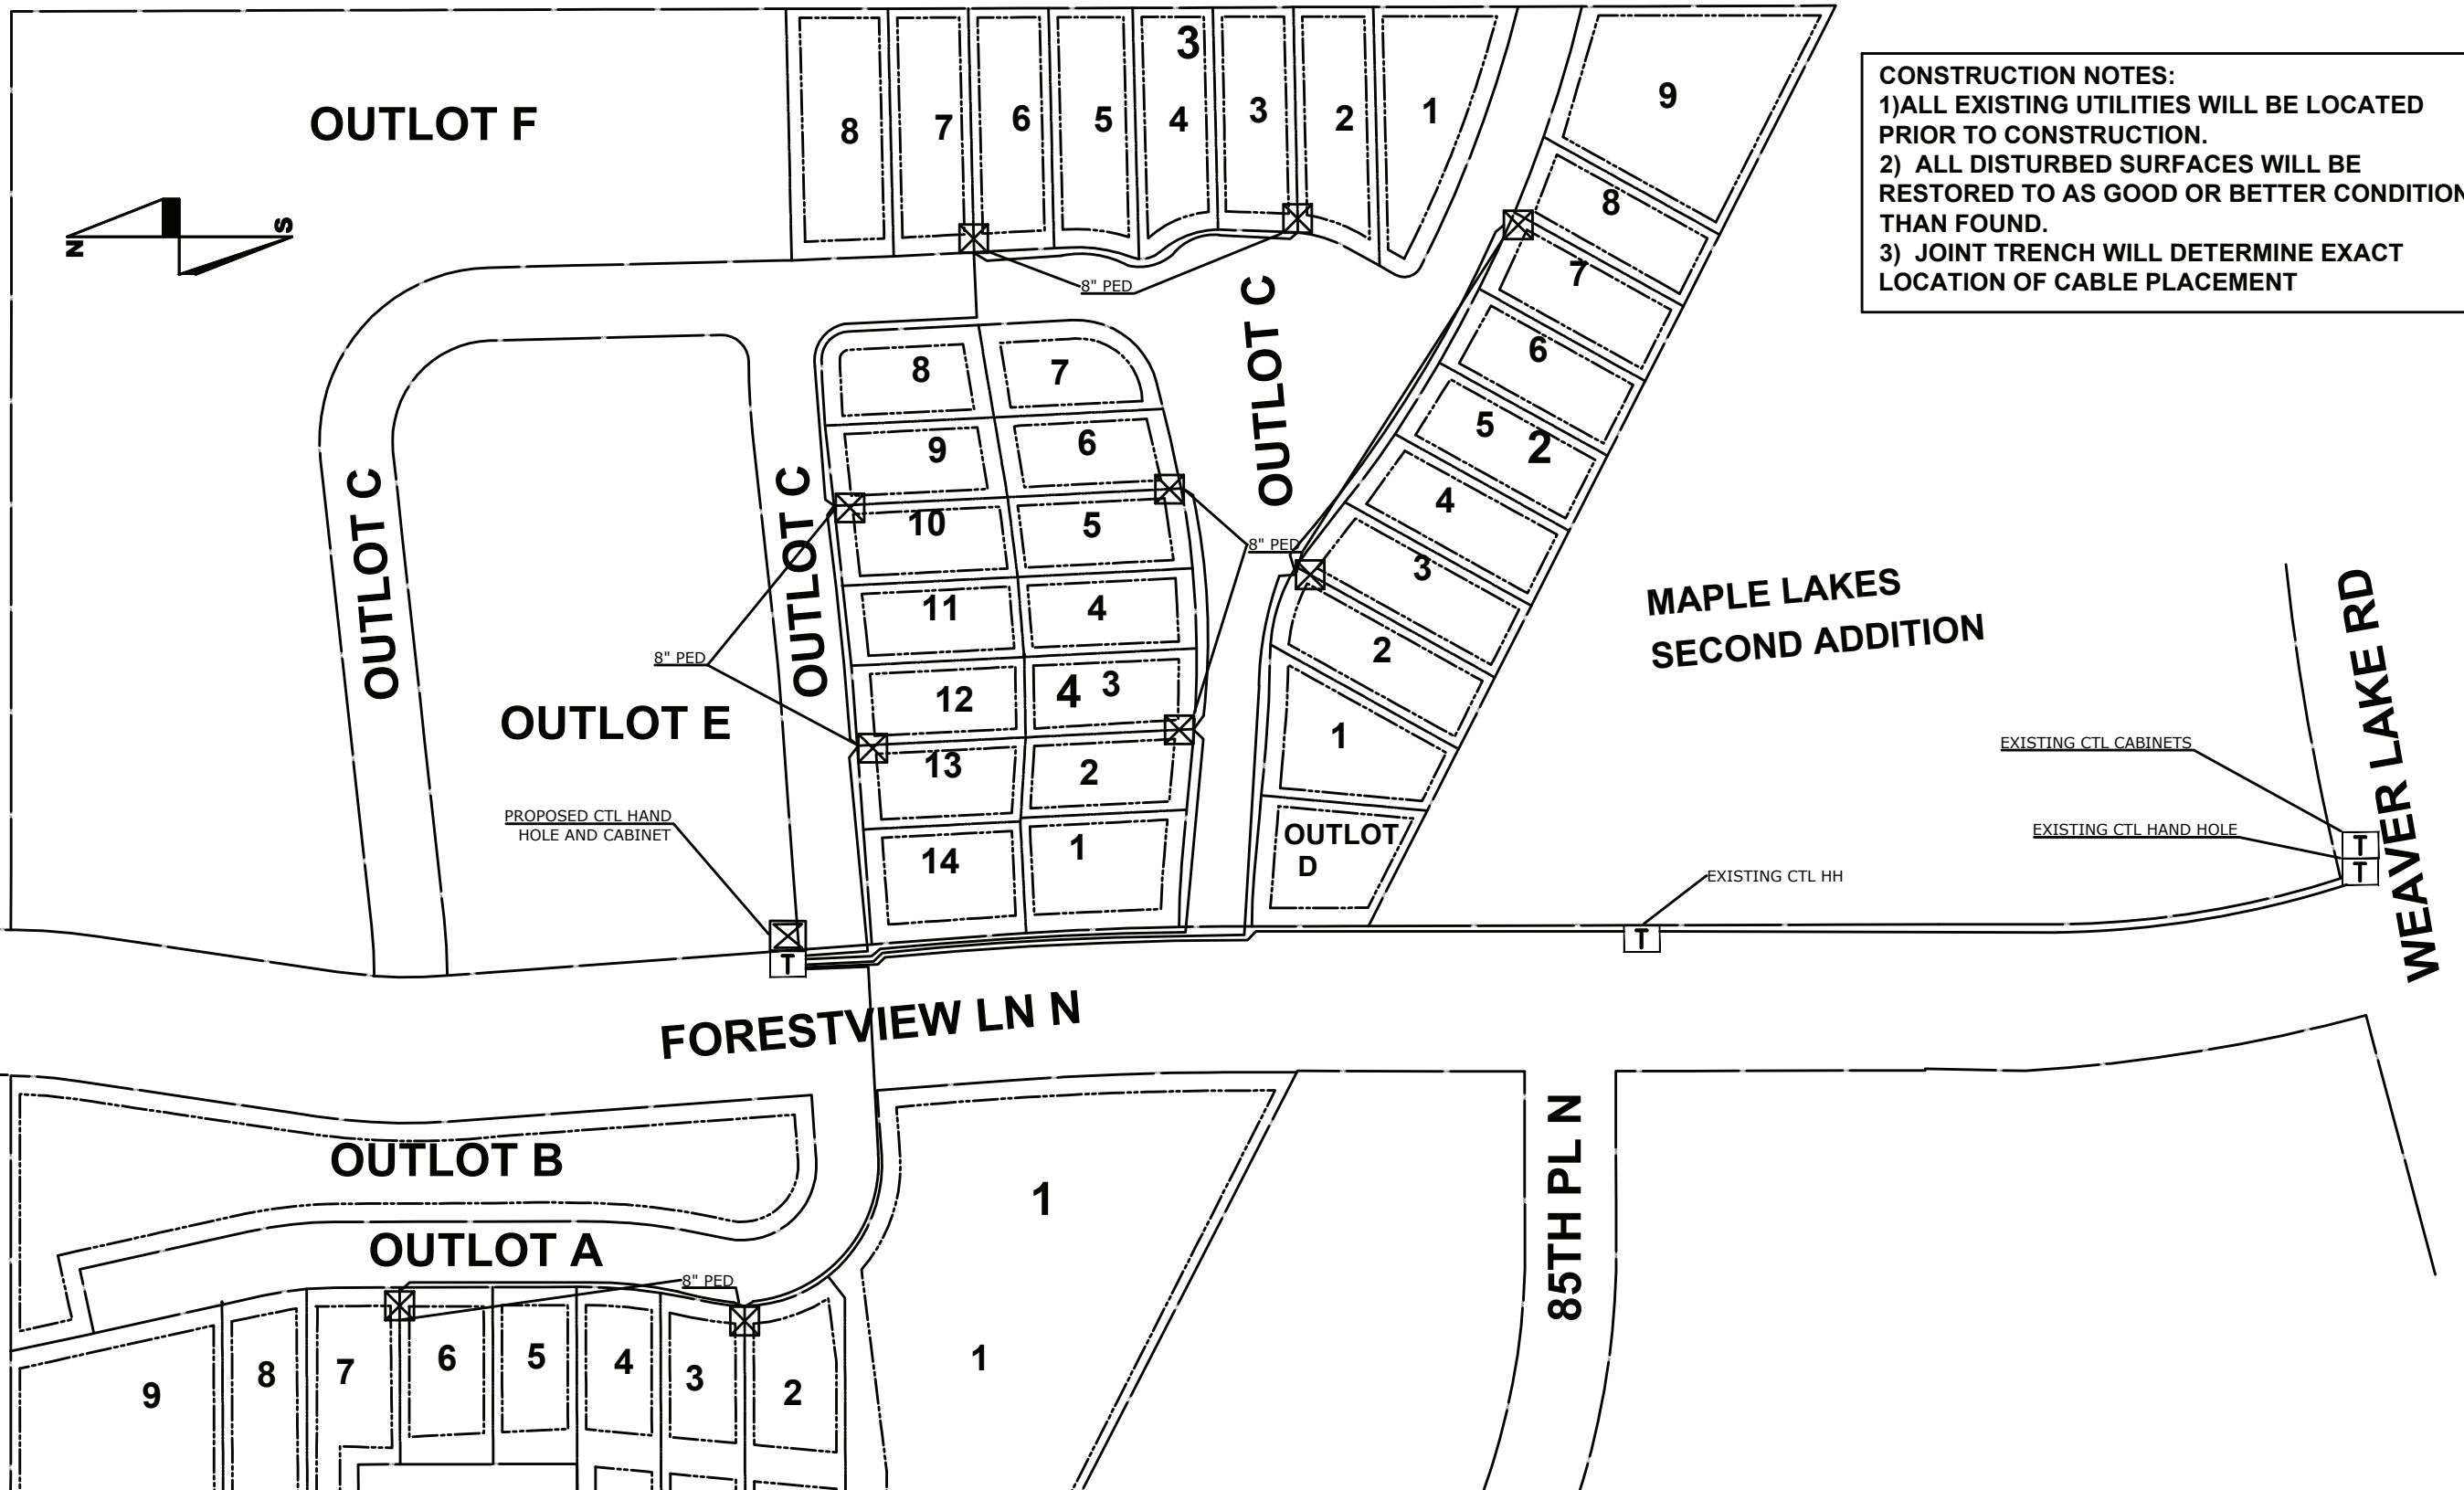 3
OUTLOT F
8
7
6
5
4
3
2
1
9
CONSTRUCTION NOTES:
1)ALL EXISTING UTILITIES WILL BE LOCATED
PRIOR TO CONSTRUCTION.
2) ALL DISTURBED SURFACES WILL BE
RESTORED TO AS GOOD OR BETTER CONDITION
THAN FOUND.
3) JOINT TRENCH WILL DETERMINE EXACT
LOCATION OF CABLE PLACEMENT
N
S
8" PED
8
7
6
5
2
4
3
2
1
OUTLOT
D
OUTLOT C
OUTLOT C
OUTLOT C
8
7
9
6
10
5
11
4
12
4
3
13
2
14
1
8" PED
8" PED
OUTLOT E
MAPLE LAKES
SECOND ADDITION
WEAVER LAKE RD
EXISTING CTL CABINETS
EXISTING CTL HAND HOLE
T
T
EXISTING CTL HH
T
PROPOSED CTL HAND
HOLE AND CABINET
T
FORESTVIEW LN N
OUTLOT B
OUTLOT A
8" PED
1
85TH PL N
9
8
7
6
5
4
3
2
1